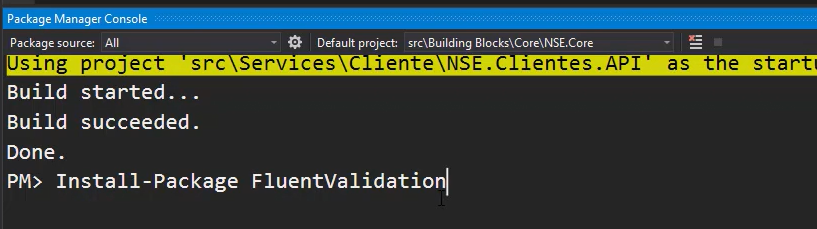 Package Manager Console
Package source: All Default project: src\Building Blocks\Core\NSE.Core
Using project 'src\Services\Cliente\NSE.Clientes.API' as the startu
Build started...
Build succeeded.
Done.
PM> Install-Package FluentValidation